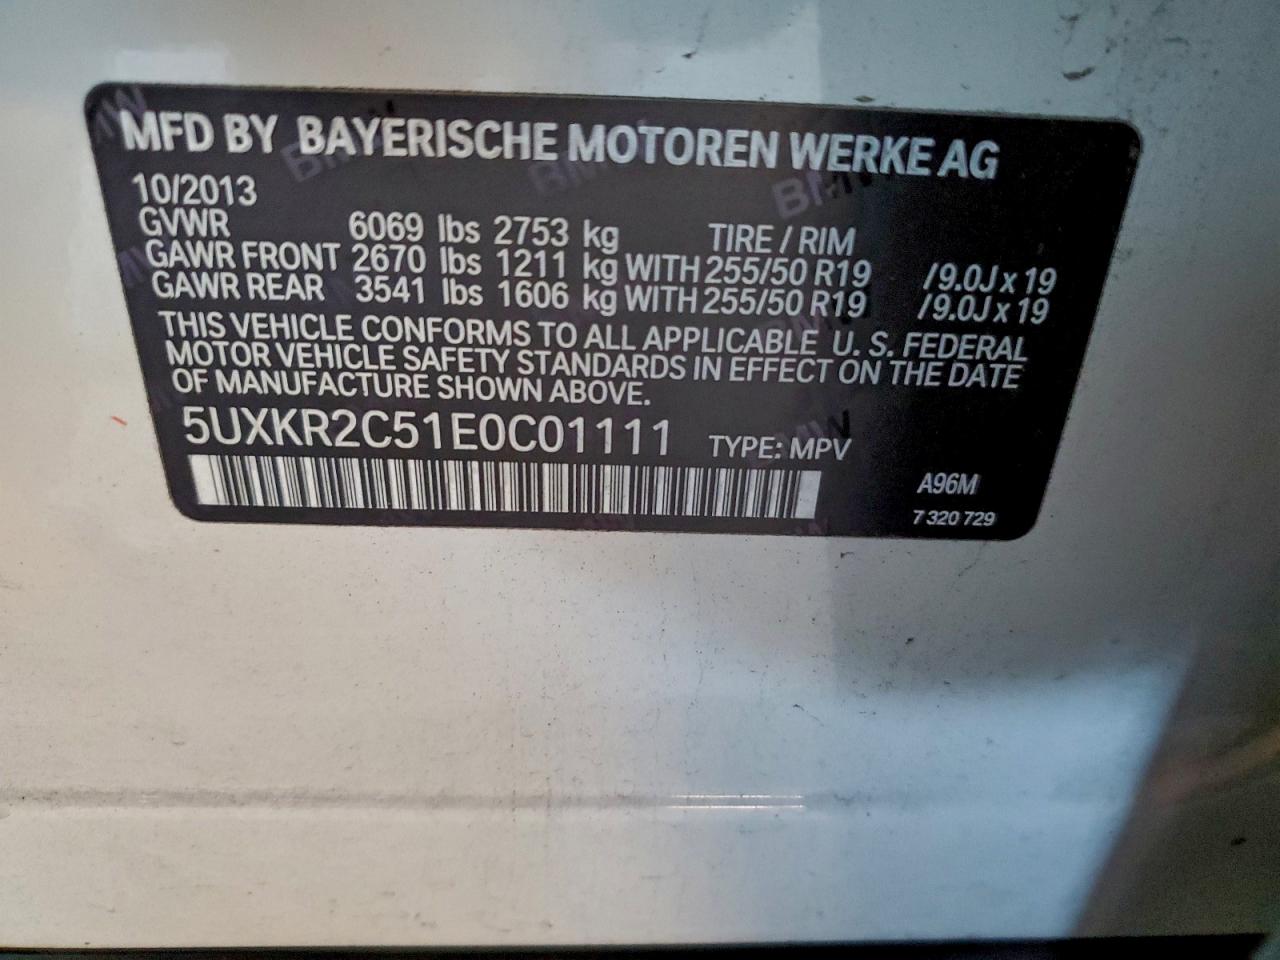 MFD BY BAYERISCHE MOTOREN WERKE AG
10/2013
GVWR 6069 lbs 2753 kg TIRE / RIM
GAWR FRONT 2670 lbs 1211 kg WITH 255/50 R19 /9.0J x 19
GAWR REAR 3541 lbs 1606 kg WITH 255/50 R19 /9.0J x 19
THIS VEHICLE CONFORMS TO ALL APPLICABLE U. S. FEDERAL
MOTOR VEHICLE SAFETY STANDARDS IN EFFECT ON THE DATE
OF MANUFACTURE SHOWN ABOVE.
5UXKR2C51E0C01111 TYPE: MPV
A96M
7 320 729